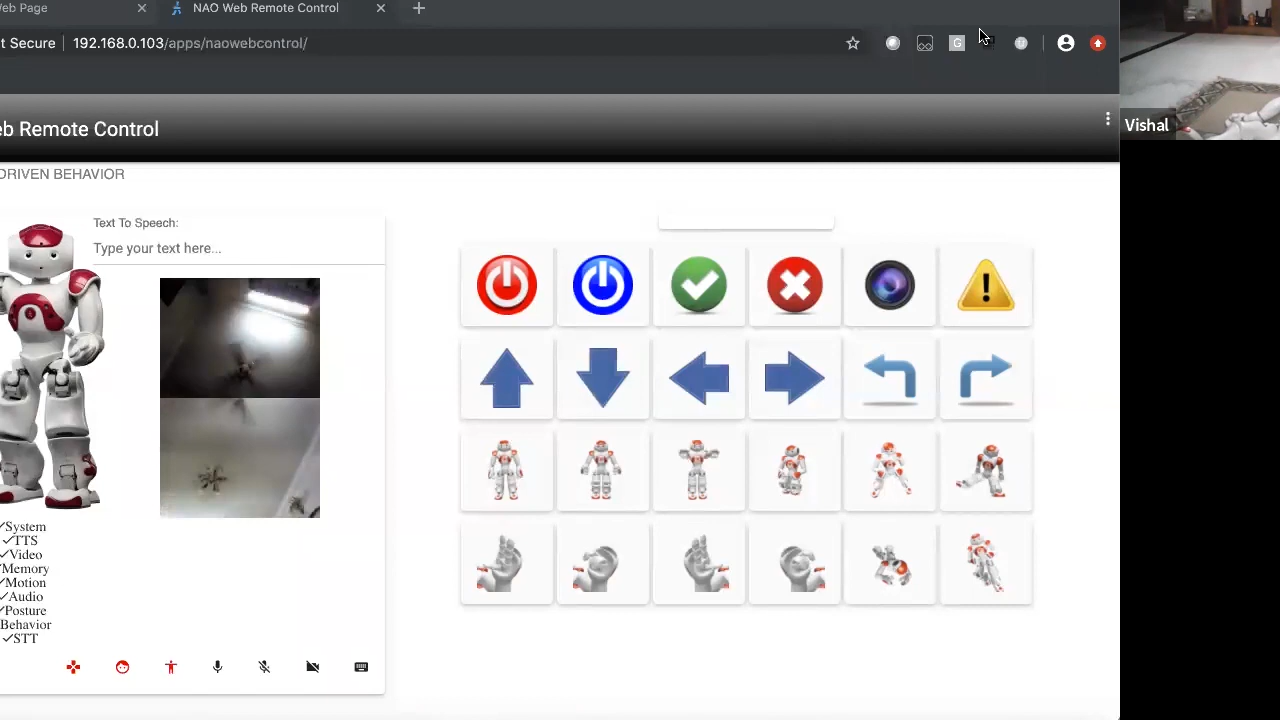 eb Page
NAO Web Remote Control
t Secure
192.168.0.103/apps/naowebcontrol/
G
Vishal
eb Remote Control
DRIVEN BEHAVIOR
Text To Speech:
Type your text here...
✓System
✓TTS
✓Video
Memory
✓Motion
✓Audio
✓Posture
Behavior
✓STT